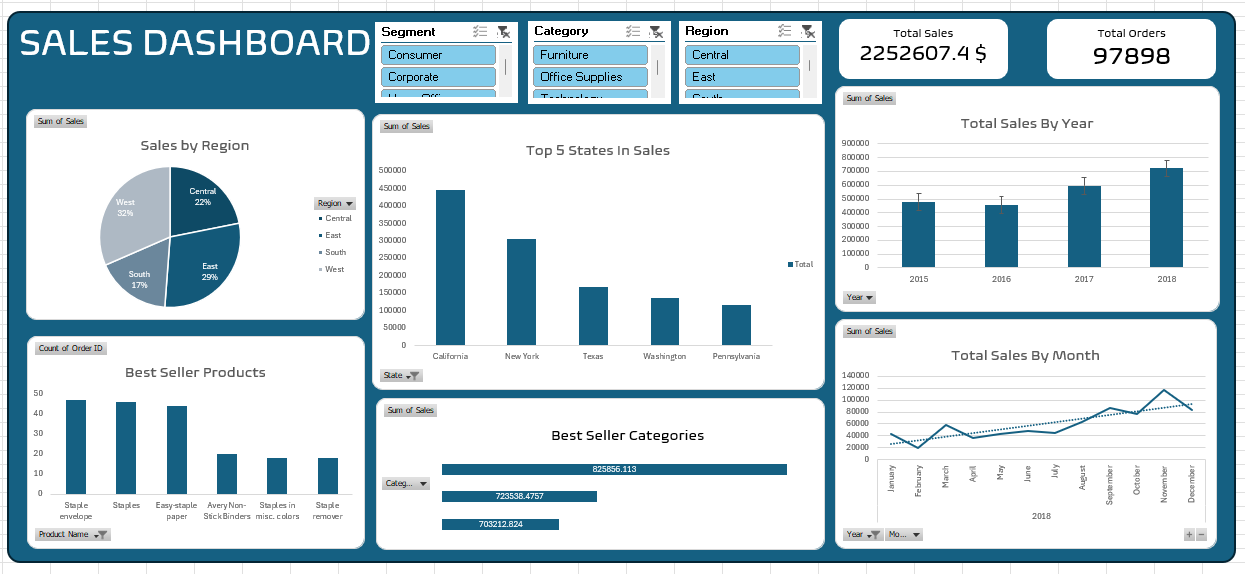 SALES DASHBOARD
Segment
Consumer
Corporate
Category
Furniture
Office Supplies
Technology
Region
Central
East
South
Total Sales
2252607.4 $
Total Orders
97898
Sum of Sales
Sales by Region
Central
22%
East
29%
South
17%
West
32%
Region
Central
East
South
West
Sum of Sales
Top 5 States In Sales
500000
450000
400000
350000
300000
250000
200000
150000
100000
50000
0
California New York Texas Washington Pennsylvania
Total
State
Sum of Sales
Total Sales By Year
900000
800000
700000
600000
500000
400000
300000
200000
100000
0
2015 2016 2017 2018
Year
Count of Order ID
Best Seller Products
50
40
30
20
10
0
Staple envelope
Staples
Easy-staple paper
Avery Non-Stick Binders
Staples in misc. colors
Staple remover
Product Name
Sum of Sales
Best Seller Categories
Categ...
825856.113
723538.4757
703212.824
Sum of Sales
Total Sales By Month
140000
120000
100000
80000
60000
40000
20000
0
January February March April May June July August September October November December
2018
Year Mo...